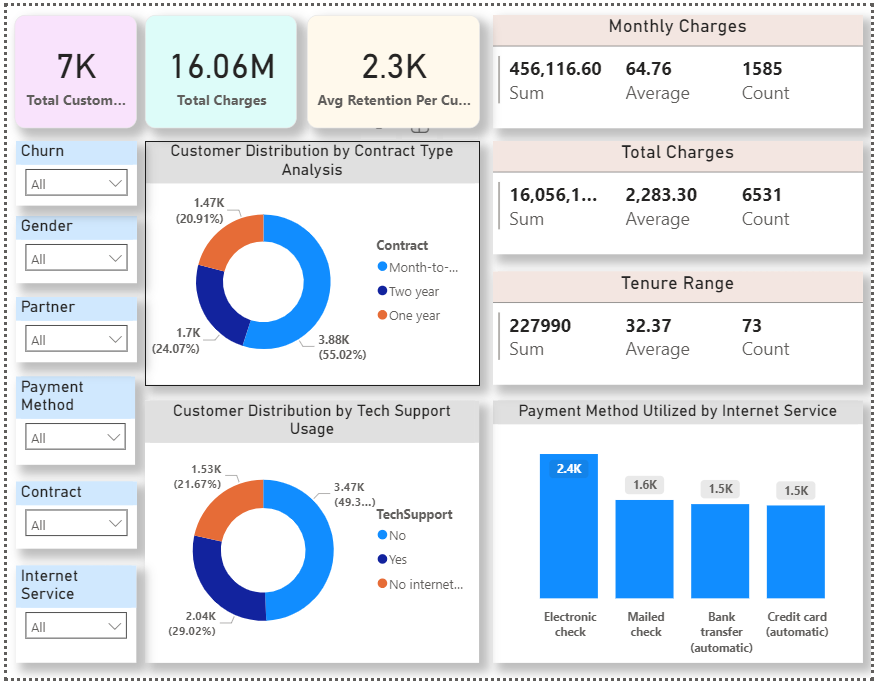 7K
Total Custom...
16.06M
Total Charges
2.3K
Avg Retention Per Cu...
Monthly Charges
456,116.60 64.76 1585
Sum Average Count
Churn
All
Gender
All
Partner
All
Payment
Method
All
Contract
All
Internet
Service
All
Customer Distribution by Contract Type
Analysis
1.47K
(20.91%)
1.7K
(24.07%)
3.88K
(55.02%)
Contract
Month-to-...
Two year
One year
Total Charges
16,056,1... 2,283.30 6531
Sum Average Count
Tenure Range
227990 32.37 73
Sum Average Count
Customer Distribution by Tech Support
Usage
1.53K
(21.67%)
3.47K
(49.3...)
2.04K
(29.02%)
TechSupport
No
Yes
No internet...
Payment Method Utilized by Internet Service
2.4K
1.6K
1.5K
1.5K
Electronic
check
Mailed
check
Bank
transfer
(automatic)
Credit card
(automatic)